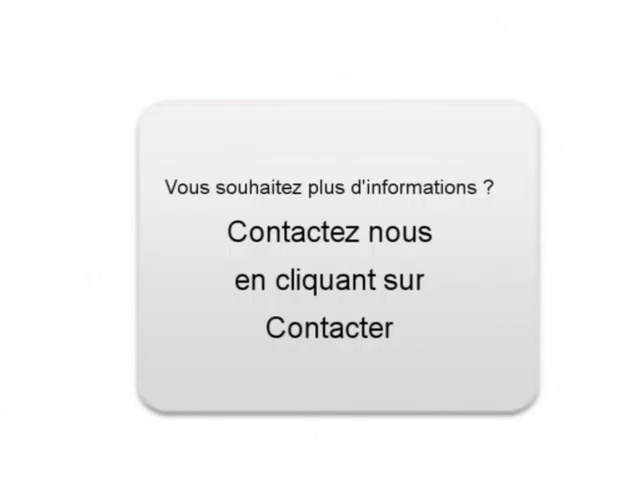 Vous souhaitez plus d'informations ?
Contactez nous
en cliquant sur
Contacter